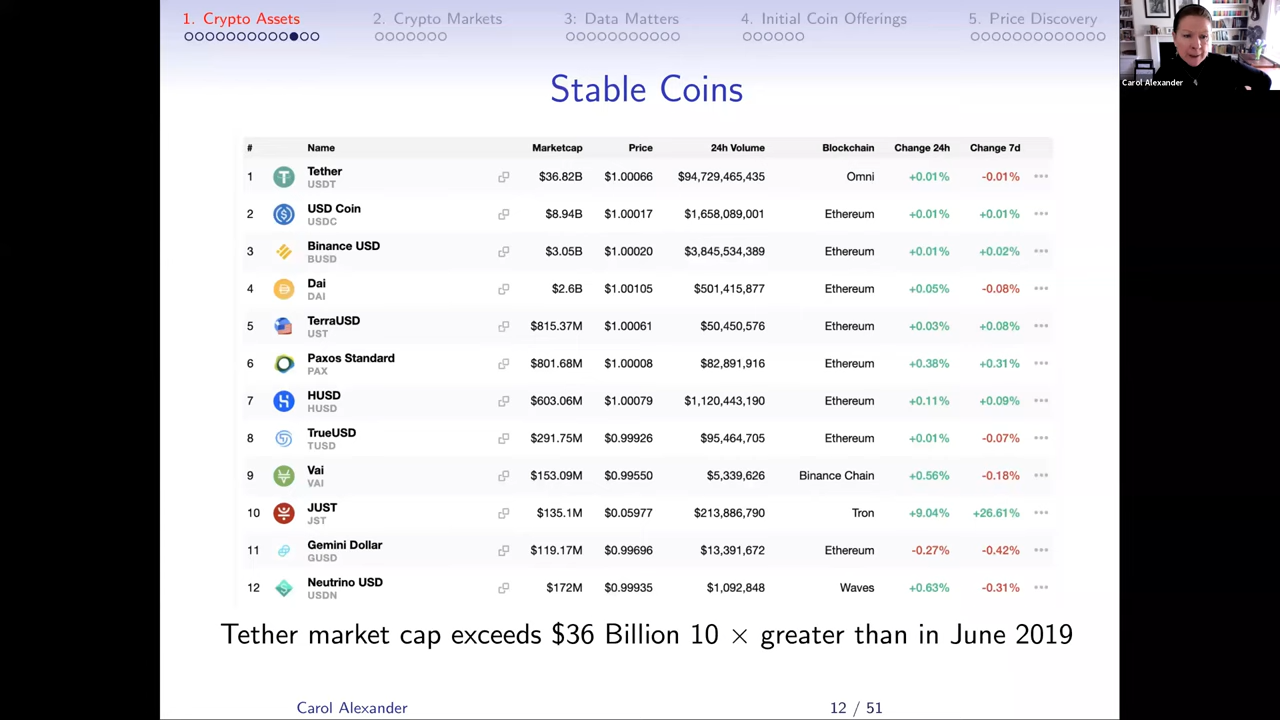 1. Crypto Assets 2. Crypto Markets 3: Data Matters 4. Initial Coin Offerings 5. Price Discovery
Carol Alexander
Stable Coins
# Name Marketcap Price 24h Volume Blockchain Change 24h Change 7d
1 Tether $36.82B $1.00066 $94,729,465,435 Omni +0.01% -0.01%
USDT
2 USD Coin $8.94B $1.00017 $1,658,089,001 Ethereum +0.01% +0.01%
USDC
3 Binance USD $3.05B $1.00020 $3,845,534,389 Ethereum +0.01% +0.02%
BUSD
4 Dai $2.6B $1.00105 $501,415,877 Ethereum +0.05% -0.08%
DAI
5 TerraUSD $815.37M $1.00061 $50,450,576 Ethereum +0.03% +0.08%
UST
6 Paxos Standard $801.68M $1.00008 $82,891,916 Ethereum +0.38% +0.31%
PAX
7 HUSD $603.06M $1.00079 $1,120,443,190 Ethereum +0.11% +0.09%
HUSD
8 TrueUSD $291.75M $0.99926 $95,464,705 Ethereum +0.01% -0.07%
TUSD
9 Vai $153.09M $0.99550 $5,339,626 Binance Chain +0.56% -0.18%
VAI
10 JUST $135.1M $0.05977 $213,886,790 Tron +9.04% +26.61%
JST
11 Gemini Dollar $119.17M $0.99696 $13,391,672 Ethereum -0.27% -0.42%
GUSD
12 Neutrino USD $172M $0.99935 $1,092,848 Waves +0.63% -0.31%
USDN
Tether market cap exceeds $36 Billion 10 × greater than in June 2019
Carol Alexander 12 / 51